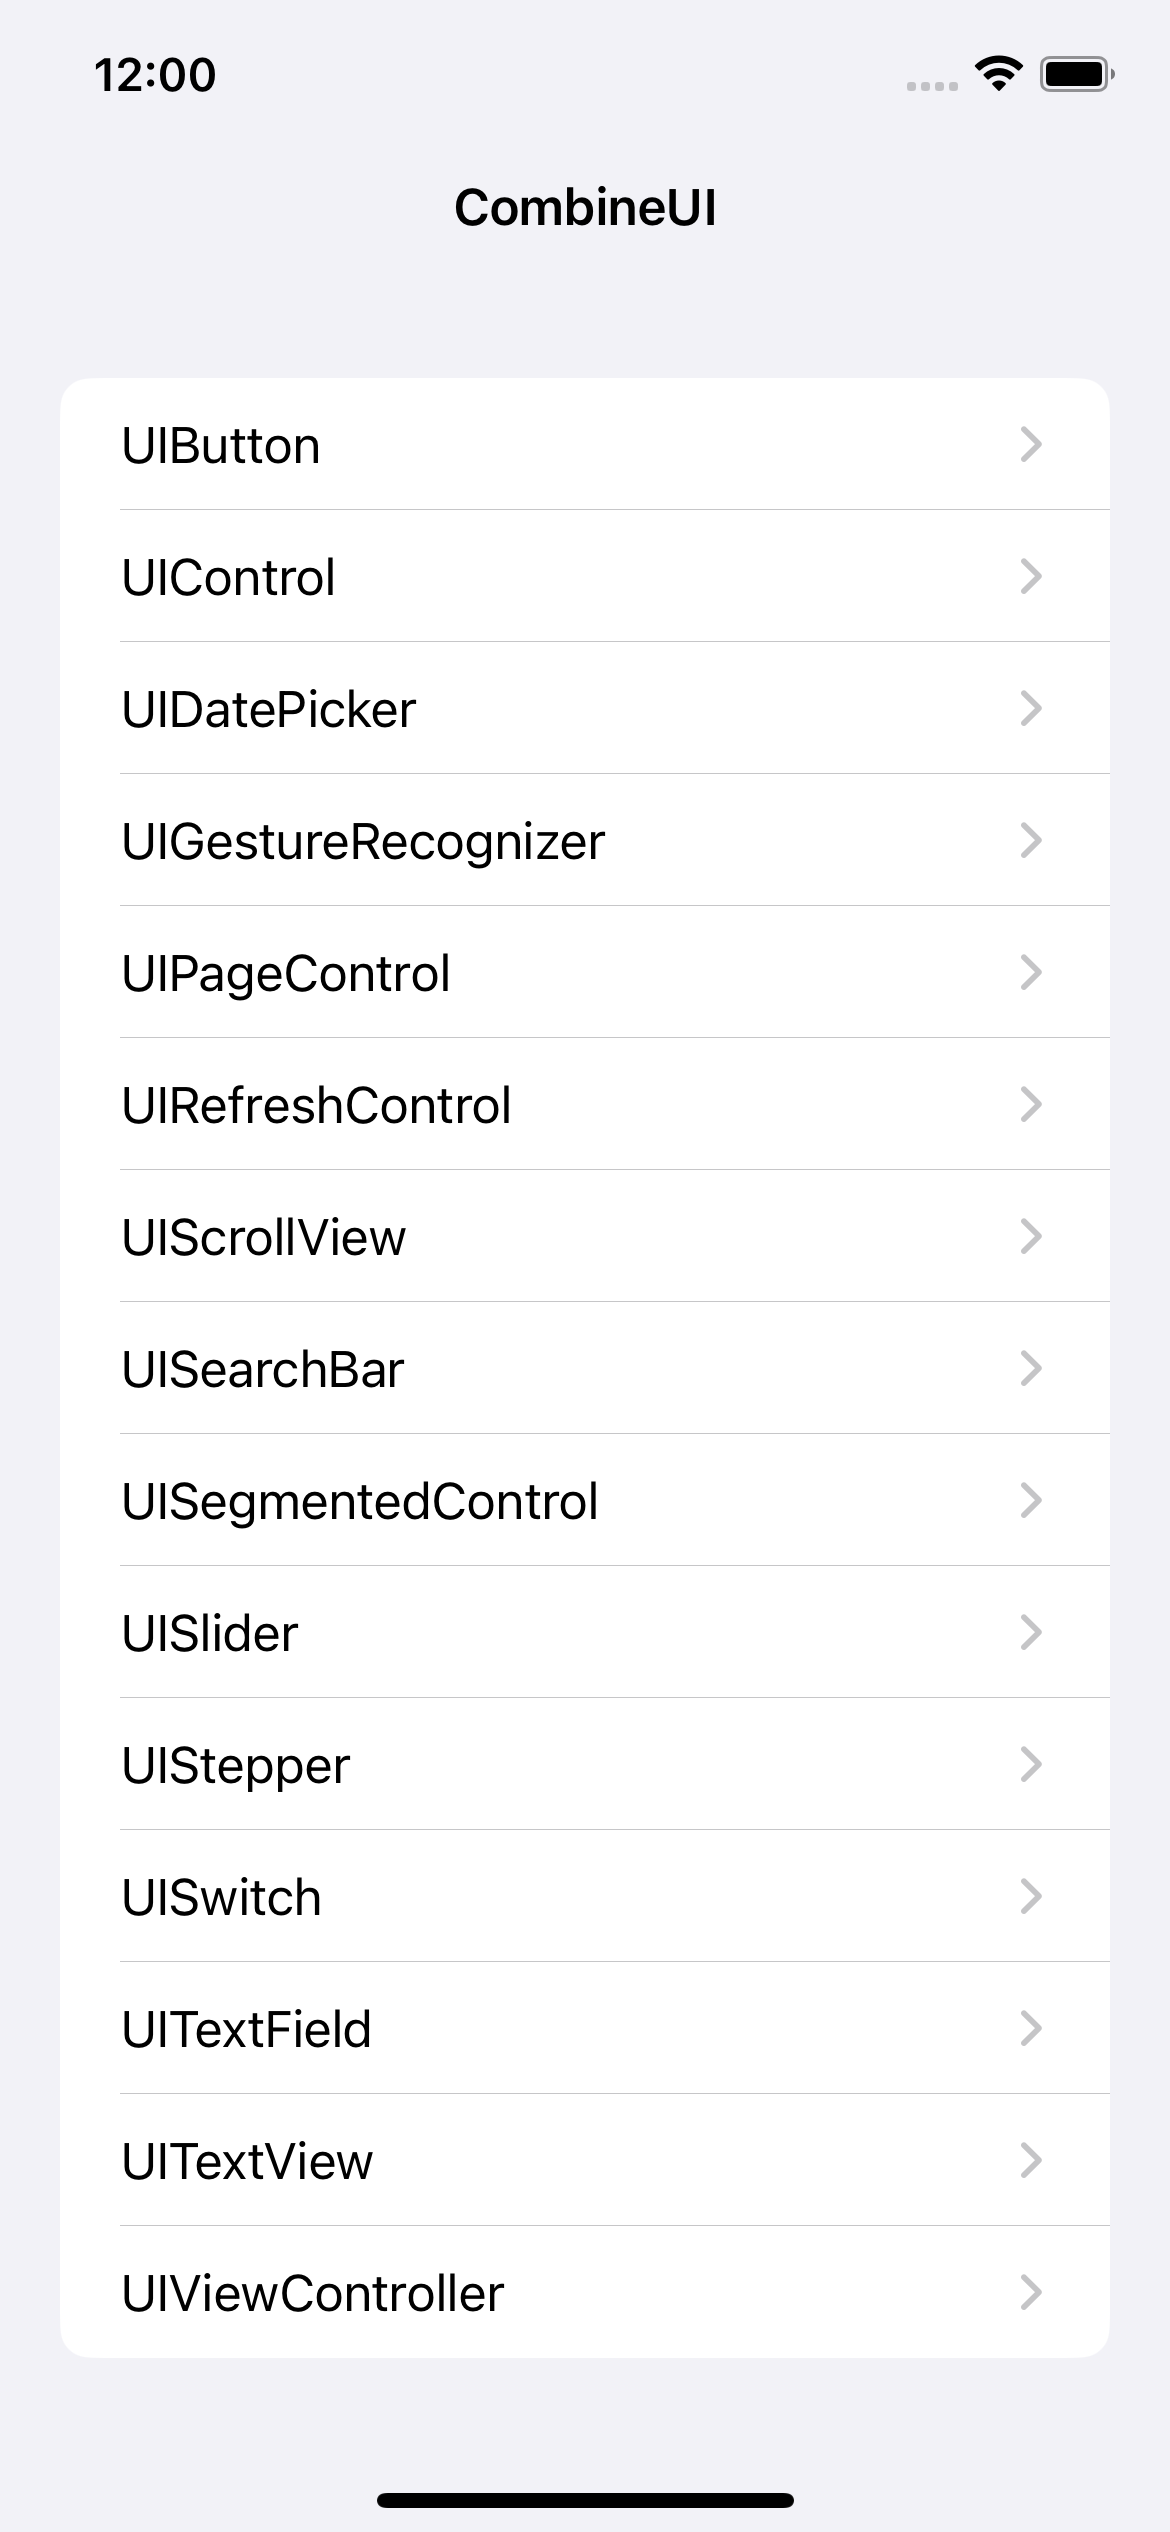 12:00
CombineUI
UIButton
UIControl
UIDatePicker
UIGestureRecognizer
UIPageControl
UIRefreshControl
UIScrollView
UISearchBar
UISegmentedControl
UISlider
UIStepper
UISwitch
UITextField
UITextView
UIViewController